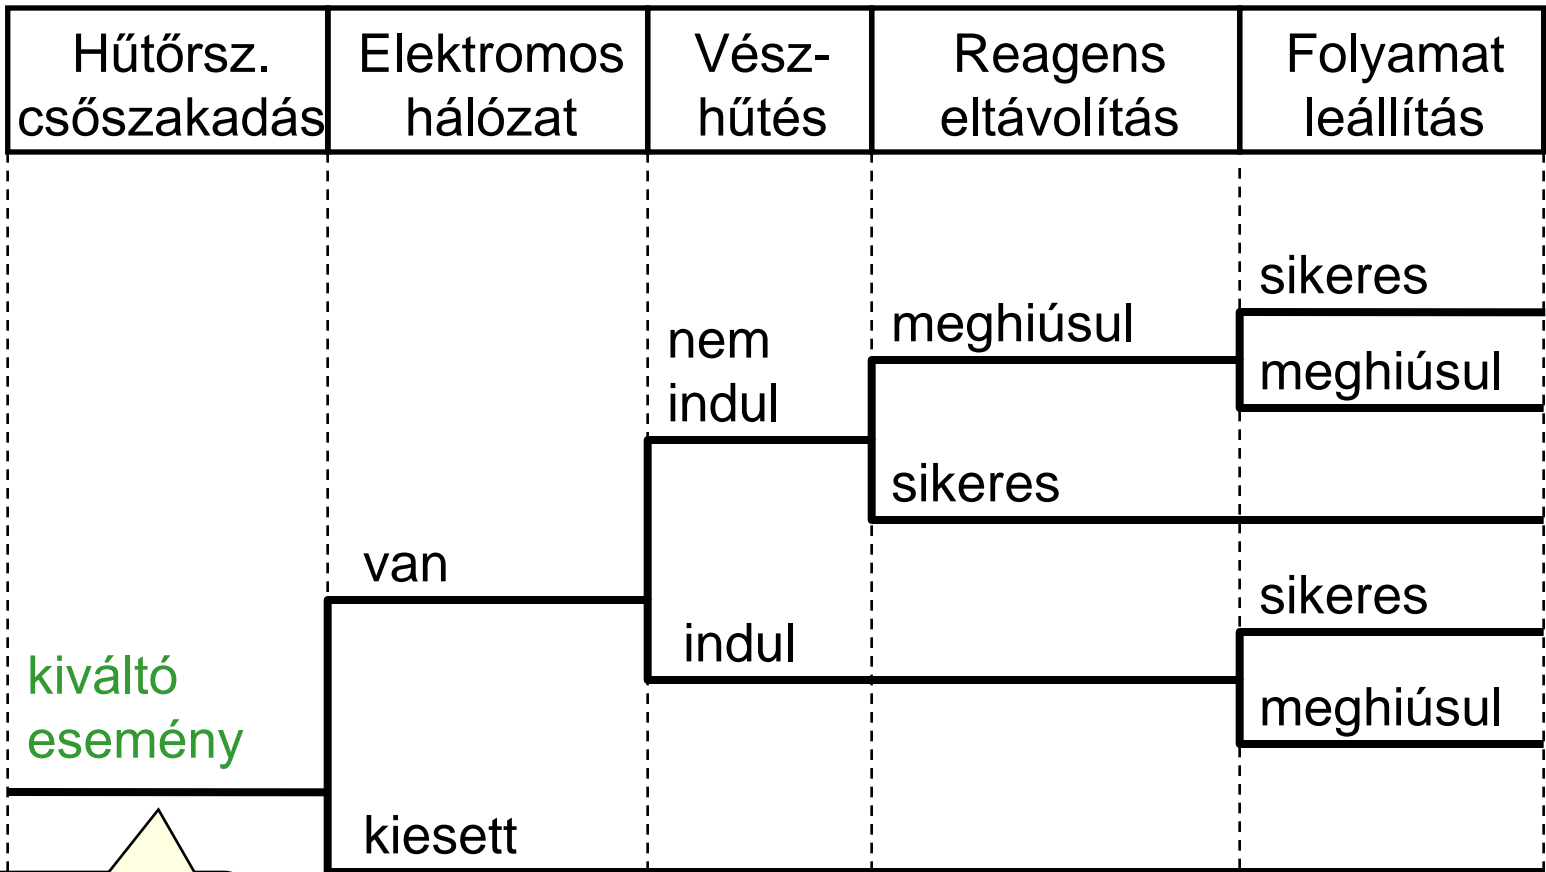 Hűtőrsz.
csőszakadás
Elektromos
hálózat
Vész-
hűtés
Reagens
eltávolítás
Folyamat
leállítás
sikeres
meghiúsul
nem
indul
meghiúsul
sikeres
van
sikeres
indul
meghiúsul
kiváltó
esemény
kiesett